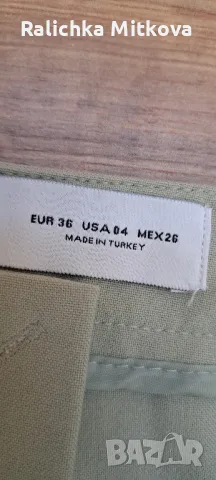 Ralichka Mitkova
EUR 36 USA 04 MEX 26
MADE IN TURKEY
BAZAR